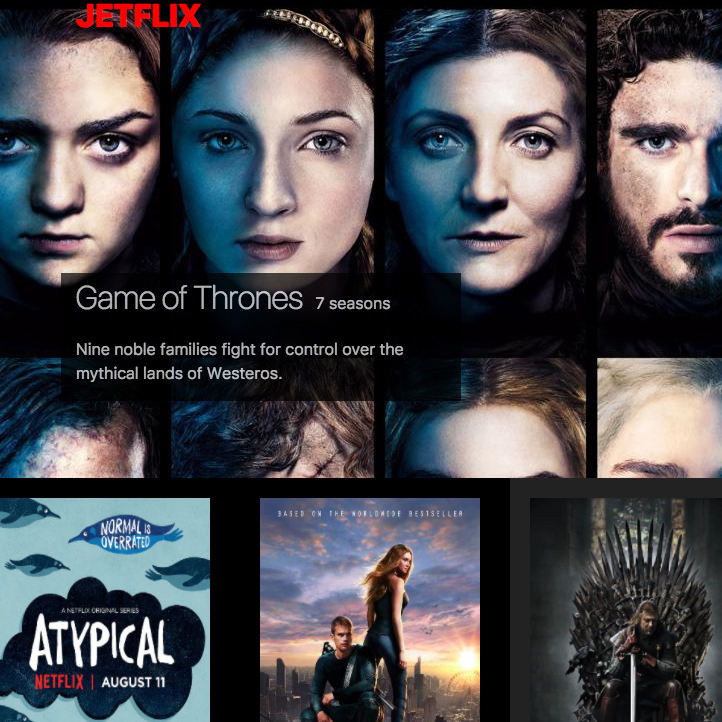 JETFLIX
Game of Thrones 7 seasons
Nine noble families fight for control over the
mythical lands of Westeros.
NORMAL IS
OVERRATED
A NETFLIX ORIGINAL SERIES
ATYPICAL
NETFLIX | AUGUST 11
BASED ON THE WORLDWIDE BESTSELLER